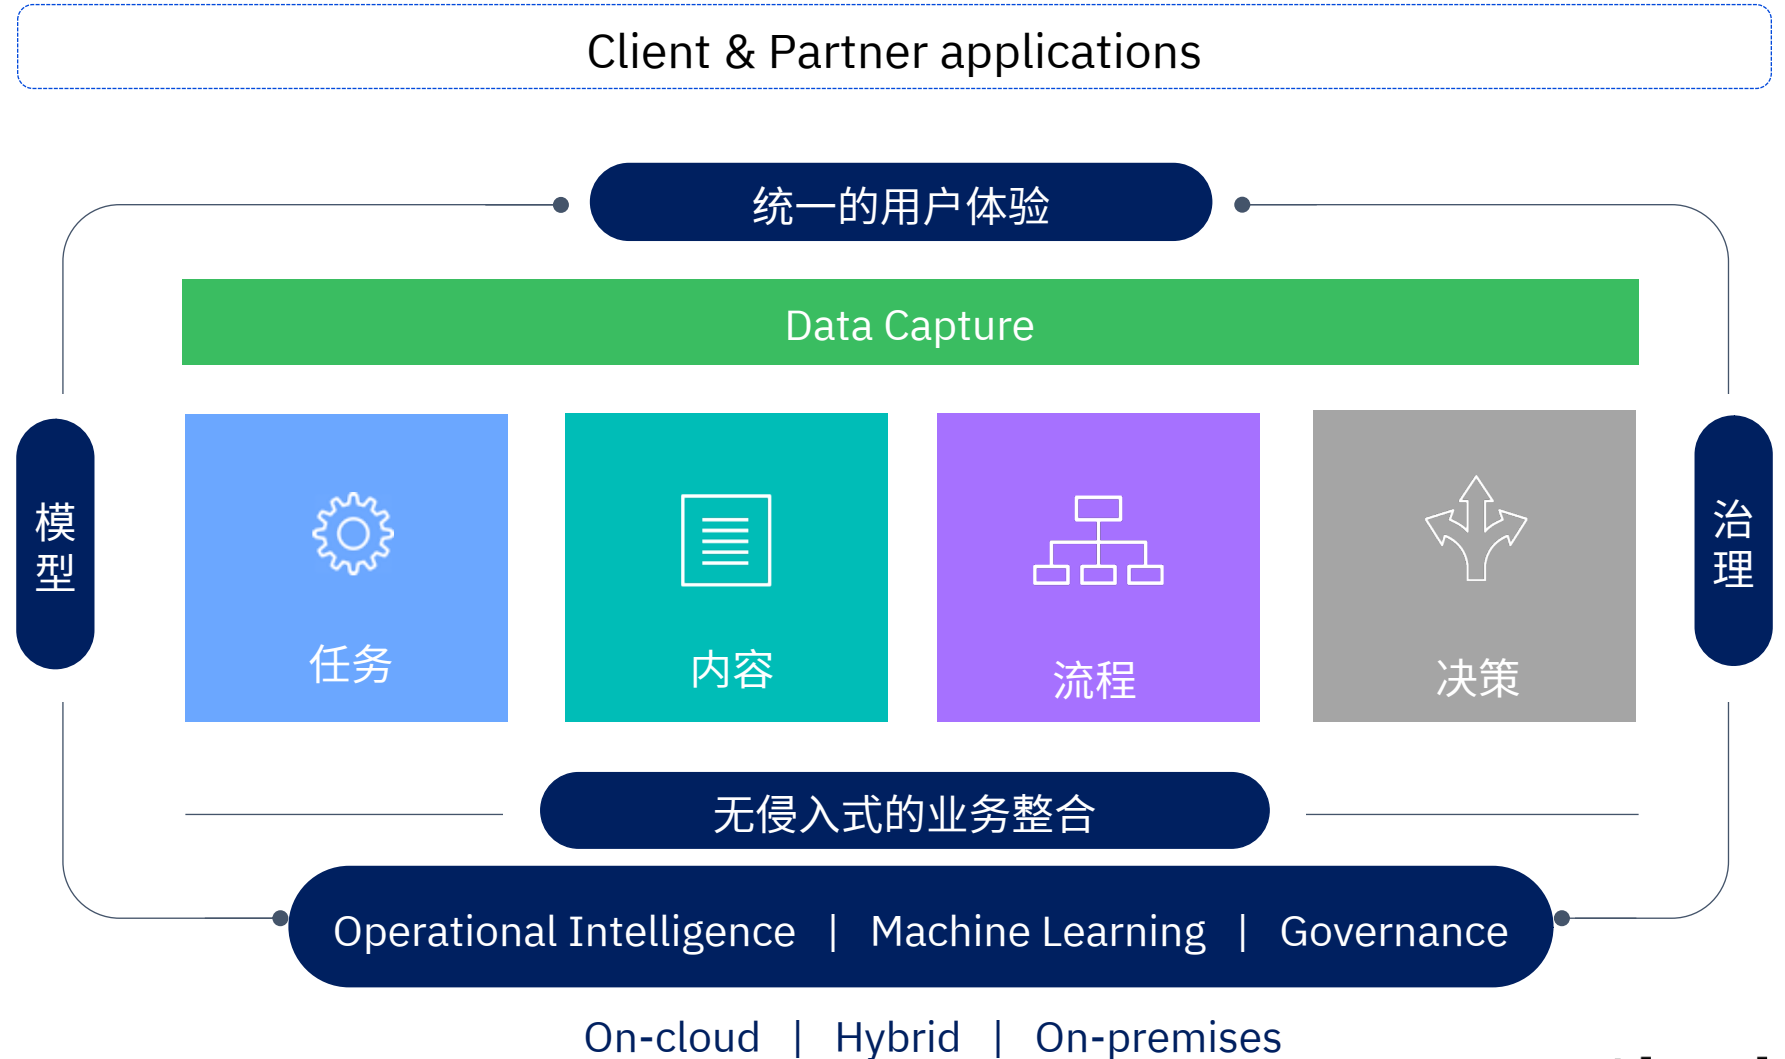 Client & Partner applications
统一的用户体验
Data Capture
模型
任务
内容
流程
决策
治理
无侵入式的业务整合
Operational Intelligence | Machine Learning | Governance
On-cloud | Hybrid | On-premises